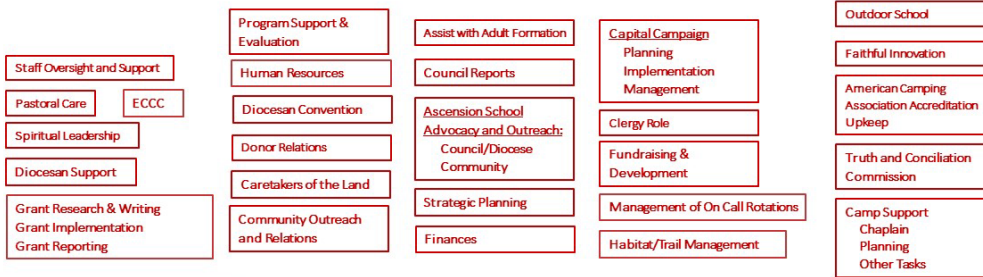 Staff Oversight and Support
Pastoral Care
ECCC
Spiritual Leadership
Diocesan Support
Grant Research & Writing
Grant Implementation
Grant Reporting
Program Support &
Evaluation
Human Resources
Diocesan Convention
Donor Relations
Caretakers of the Land
Community Outreach
and Relations
Assist with Adult Formation
Council Reports
Ascension School
Advocacy and Outreach:
Council/Diocese
Community
Strategic Planning
Finances
Capital Campaign
Planning
Implementation
Management
Clergy Role
Fundraising &
Development
Management of On Call Rotations
Habitat/Trail Management
Outdoor School
Faithful Innovation
American Camping
Association Accreditation
Upkeep
Truth and Conciliation
Commission
Camp Support
Chaplain
Planning
Other Tasks